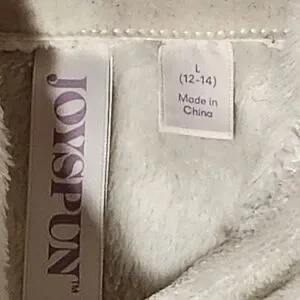 JOYSPUN™
L
(12-14)
Made in
China